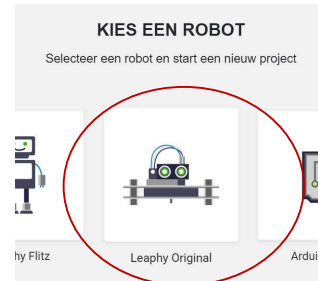 KIES EEN ROBOT
Selecteer een robot en start een nieuw project
hy Flitz
Leaphy Original
Ardui